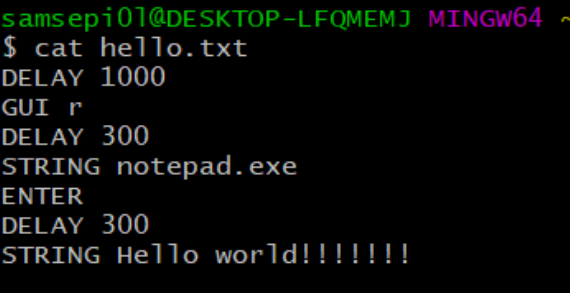 samsepi0l@DESKTOP-LFQMEMJ MINGW64 ~
$ cat hello.txt
DELAY 1000
GUI r
DELAY 300
STRING notepad.exe
ENTER
DELAY 300
STRING Hello world!!!!!!!